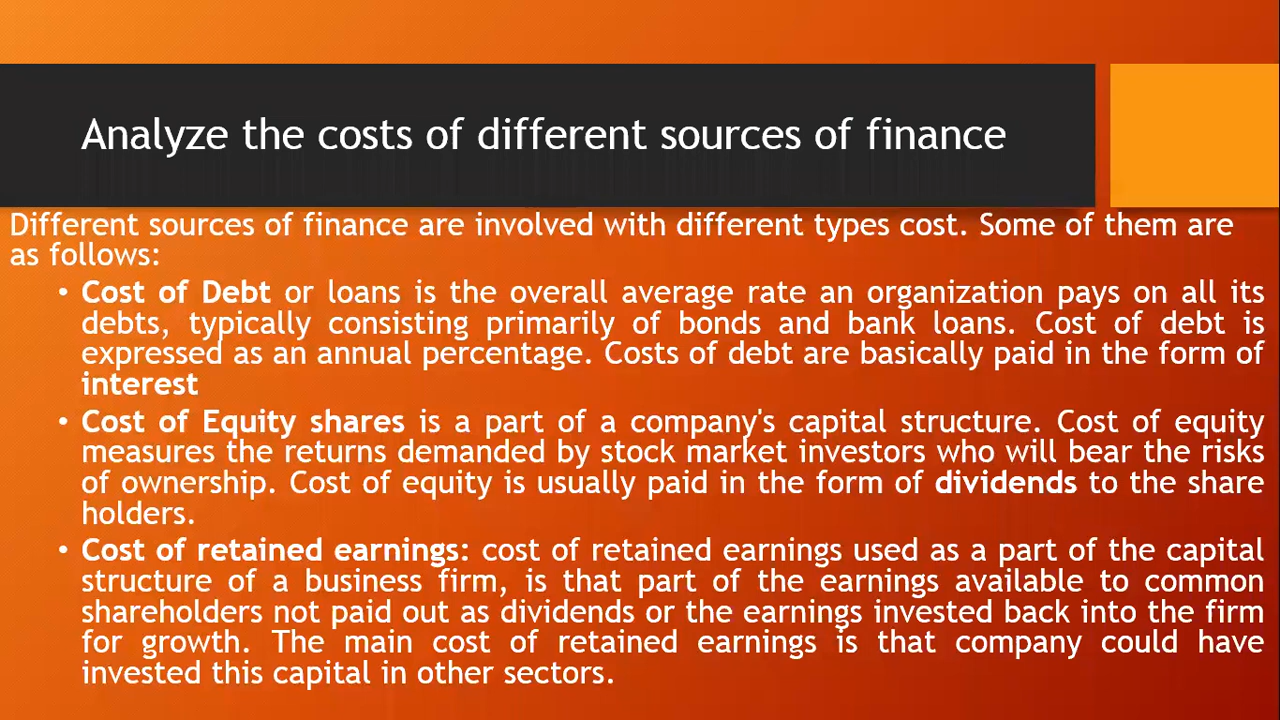 Analyze the costs of different sources of finance
Different sources of finance are involved with different types cost. Some of them are
as follows:
• Cost of Debt or loans is the overall average rate an organization pays on all its
debts, typically consisting primarily of bonds and bank loans. Cost of debt is
expressed as an annual percentage. Costs of debt are basically paid in the form of
interest
• Cost of Equity shares is a part of a company's capital structure. Cost of equity
measures the returns demanded by stock market investors who will bear the risks
of ownership. Cost of equity is usually paid in the form of dividends to the share
holders.
• Cost of retained earnings: cost of retained earnings used as a part of the capital
structure of a business firm, is that part of the earnings available to common
shareholders not paid out as dividends or the earnings invested back into the firm
for growth. The main cost of retained earnings is that company could have
invested this capital in other sectors.